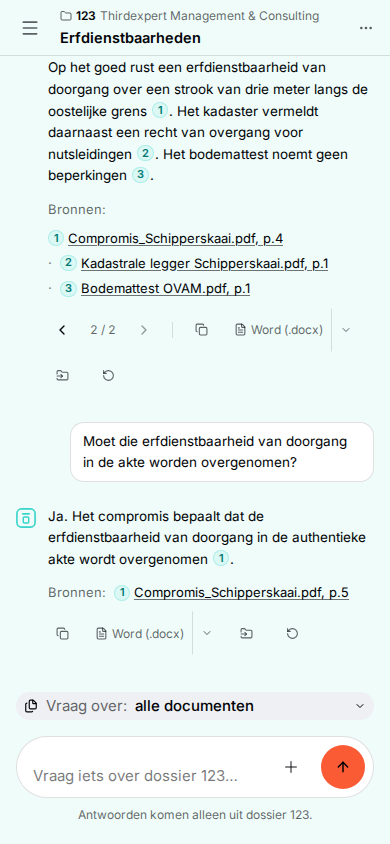 123 Thirdexpert Management & Consulting
Erfdienstbaarheden
Op het goed rust een erfdienstbaarheid van
doorgang over een strook van drie meter langs de
oostelijke grens 1. Het kadaster vermeldt
daarnaast een recht van overgang voor
nutsleidingen 2. Het bodemattest noemt geen
beperkingen 3.
Bronnen:
1 Compromis_Schipperskaai.pdf, p.4
· 2 Kadastrale legger Schipperskaai.pdf, p.1
· 3 Bodemattest OVAM.pdf, p.1
2 / 2 Word (.docx)
Moet die erfdienstbaarheid van doorgang
in de akte worden overgenomen?
Ja. Het compromis bepaalt dat de
erfdienstbaarheid van doorgang in de authentieke
akte wordt overgenomen 1.
Bronnen: 1 Compromis_Schipperskaai.pdf, p.5
Word (.docx)
Vraag over: alle documenten
Vraag iets over dossier 123...
Antwoorden komen alleen uit dossier 123.